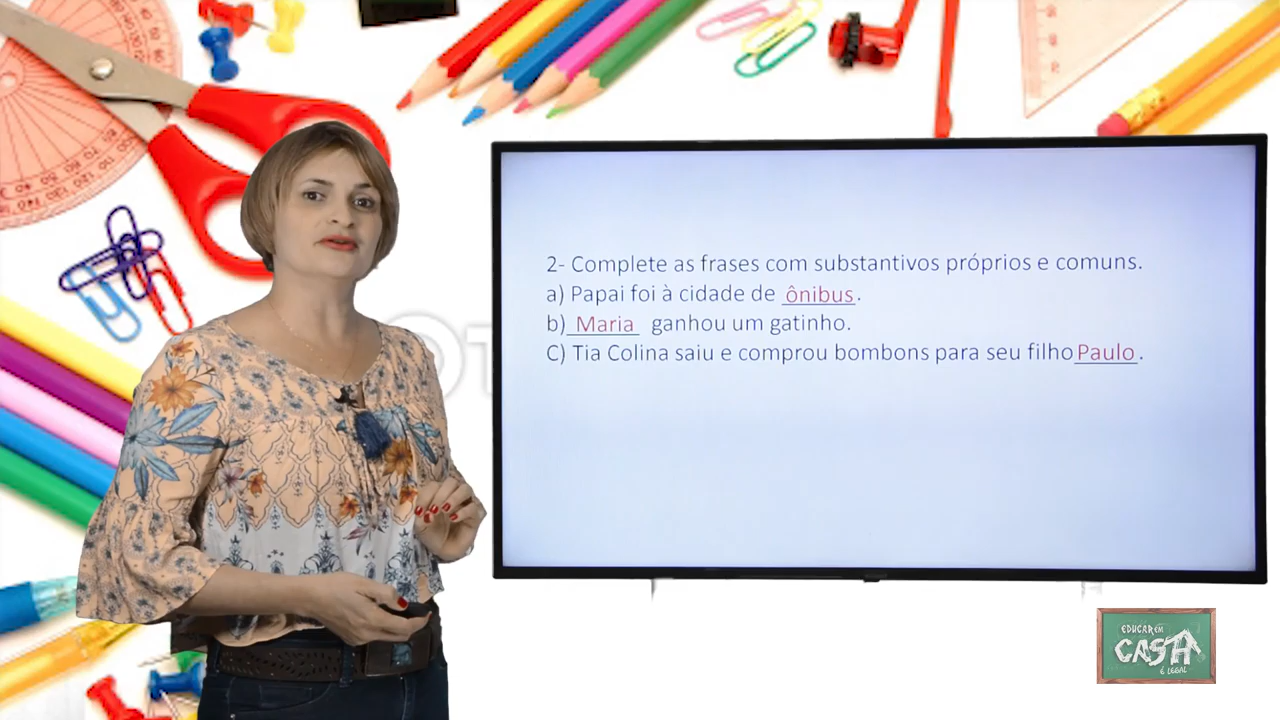 2- Complete as frases com substantivos próprios e comuns.
a) Papai foi à cidade de ônibus.
b) Maria ganhou um gatinho.
C) Tia Colina saiu e comprou bombons para seu filho Paulo.
EDUCAR EM
CASA
É LEGAL